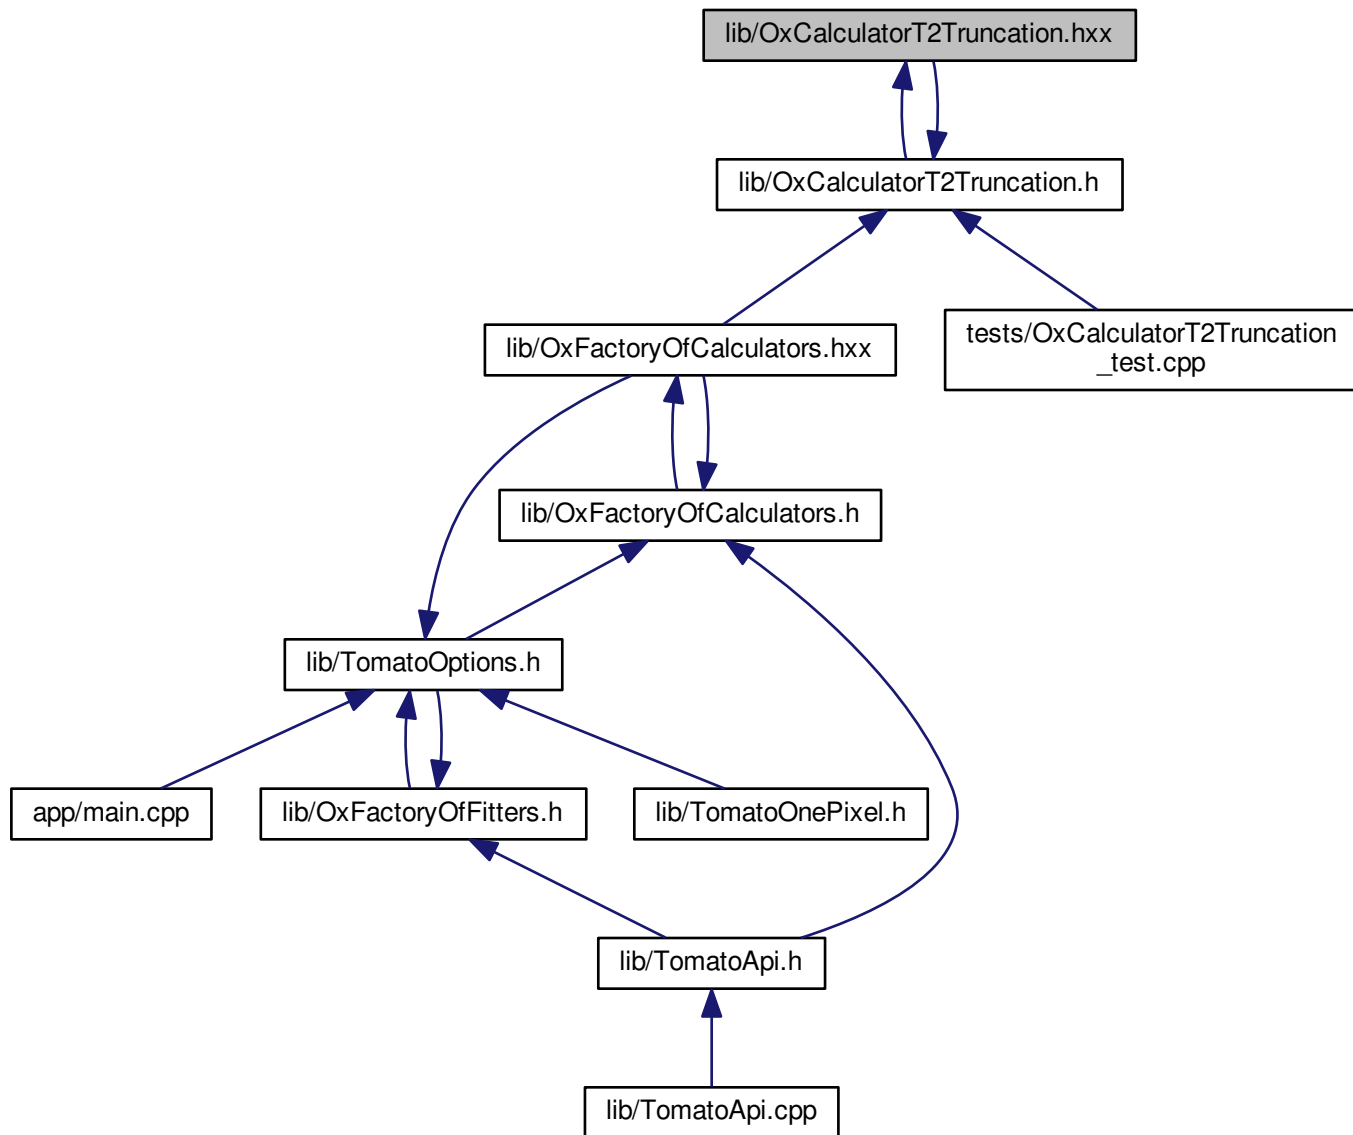 lib/OxCalculatorT2Truncation.hxx
lib/OxCalculatorT2Truncation.h
lib/OxFactoryOfCalculators.hxx
tests/OxCalculatorT2Truncation
_test.cpp
lib/OxFactoryOfCalculators.h
lib/TomatoOptions.h
app/main.cpp
lib/OxFactoryOfFitters.h
lib/TomatoOnePixel.h
lib/TomatoApi.h
lib/TomatoApi.cpp